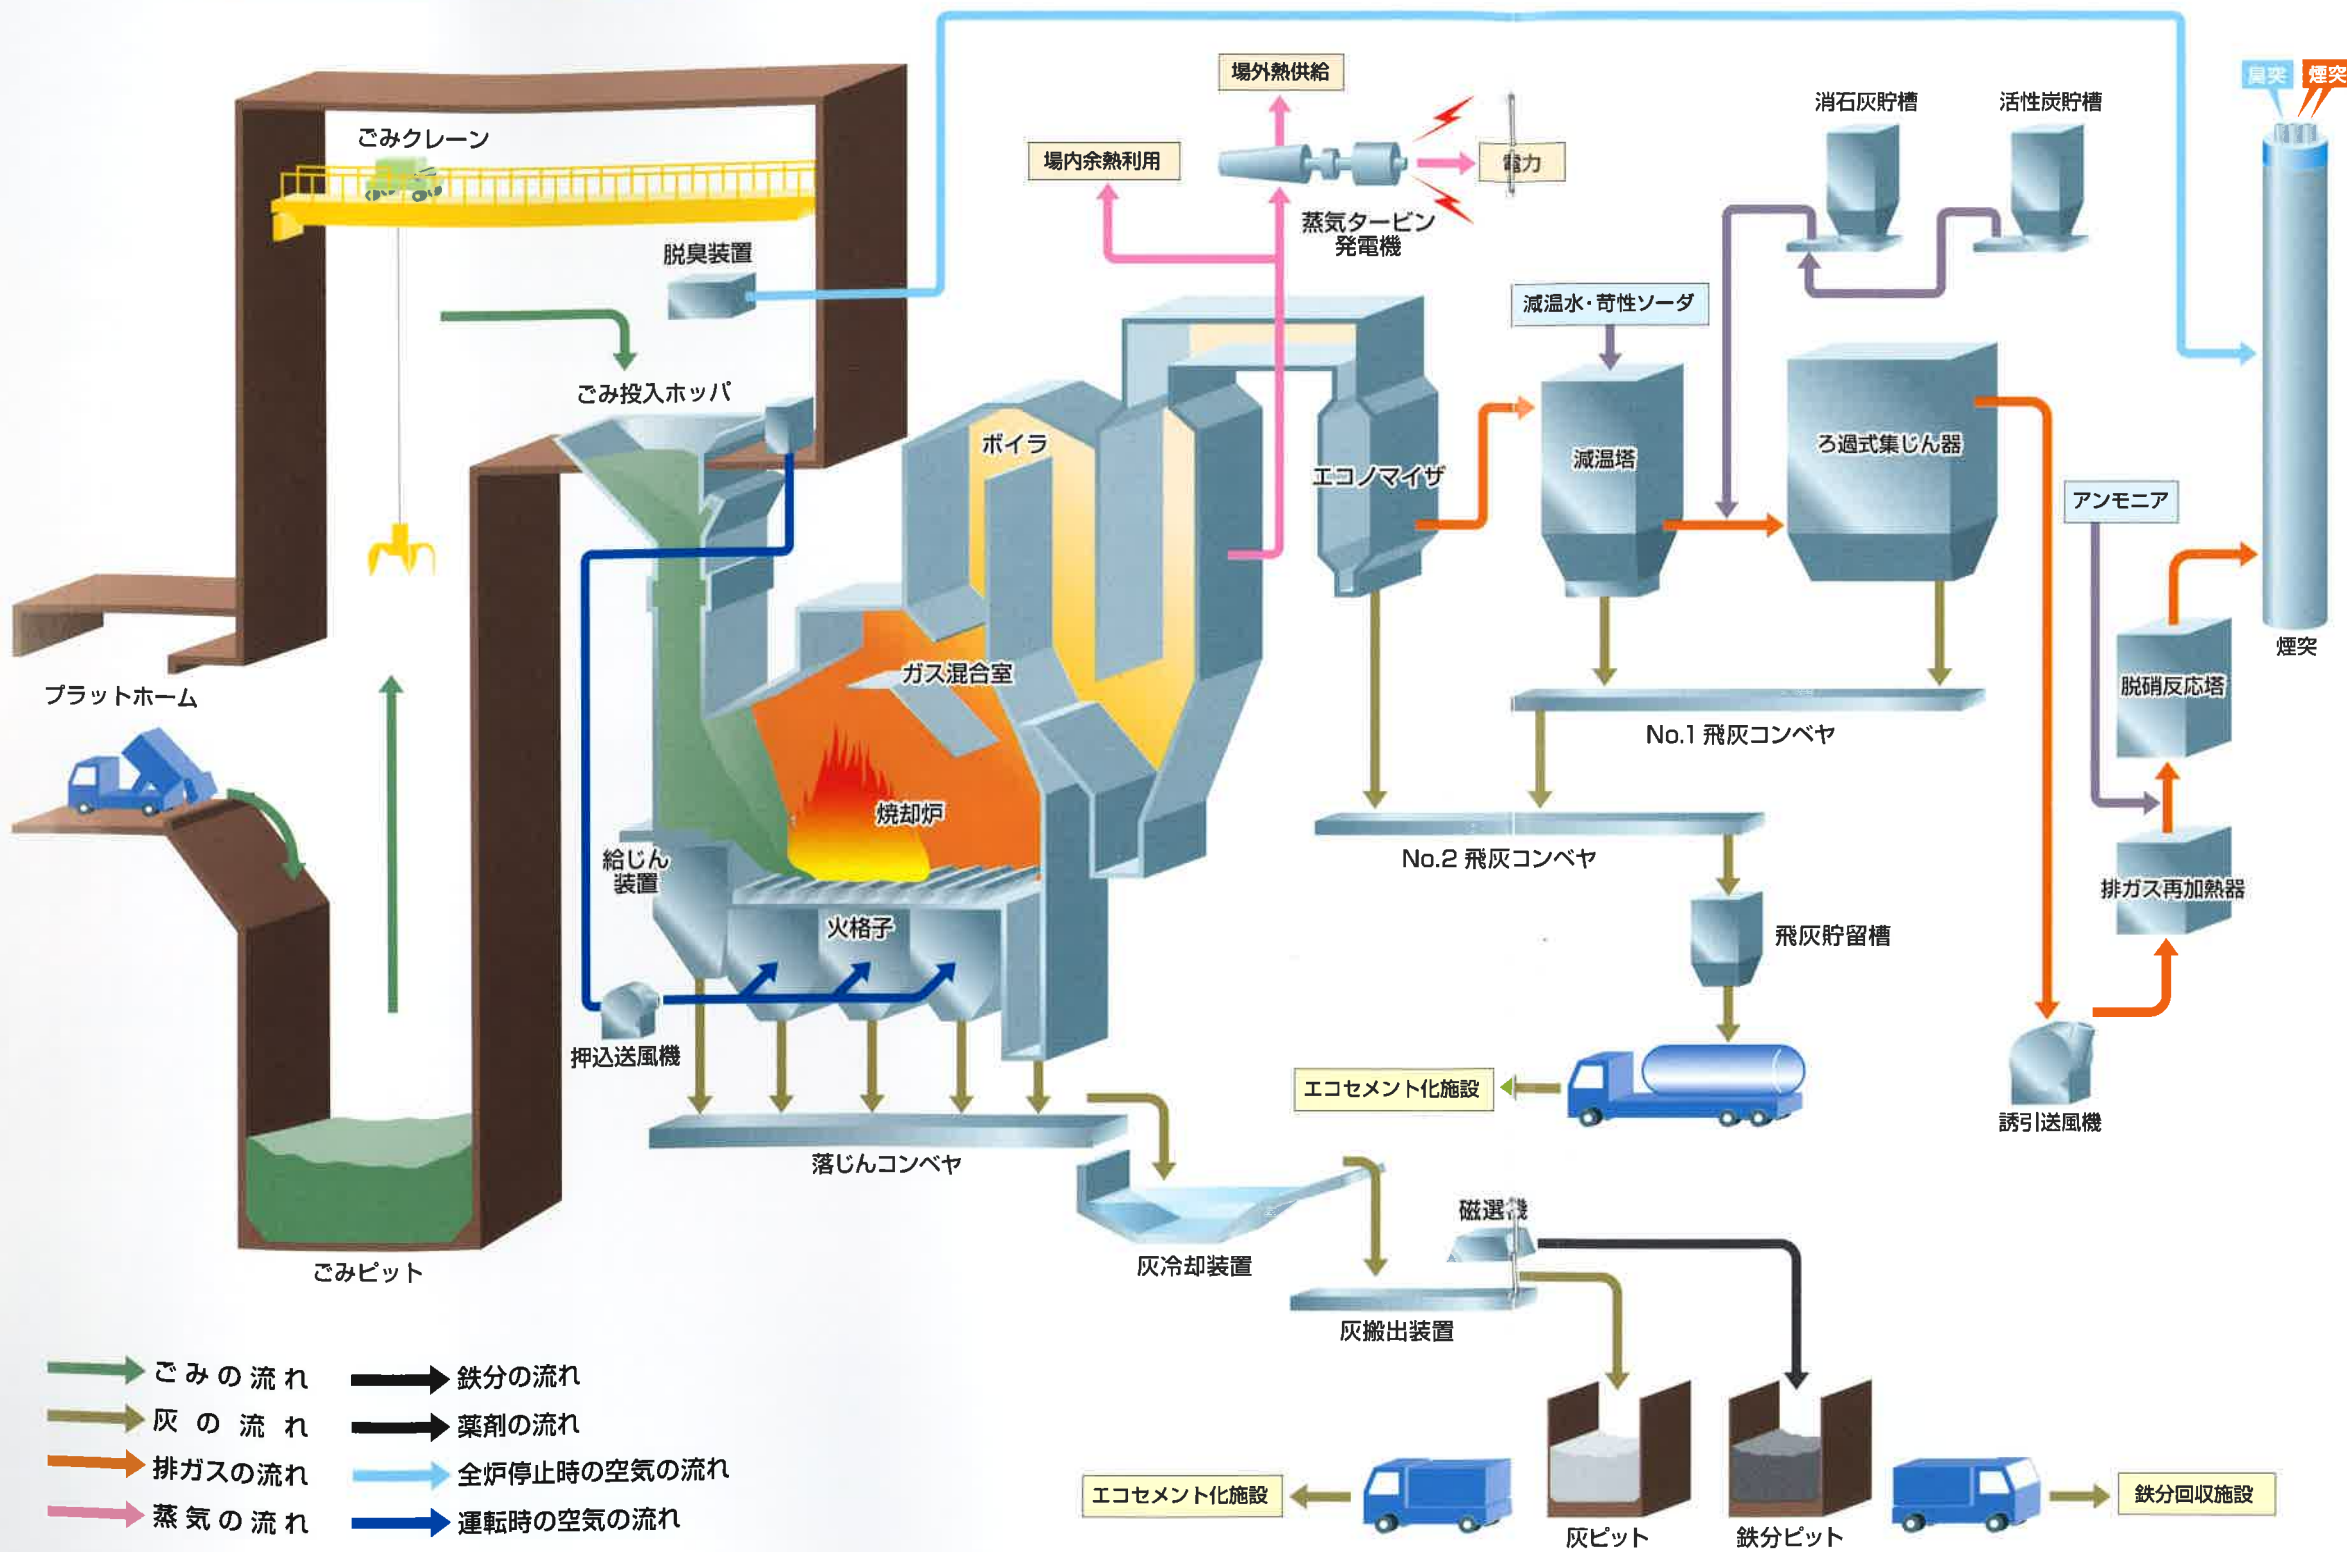 場外熱供給
臭突
煙突
消石灰貯槽
活性炭貯槽
ごみクレーン
場内余熱利用
電力
蒸気タービン
発電機
脱臭装置
減温水・苛性ソーダ
ごみ投入ホッパ
ボイラ
エコノマイザ
減温塔
ろ過式集じん器
アンモニア
煙突
ガス混合室
プラットホーム
脱硝反応塔
No.1 飛灰コンベヤ
焼却炉
給じん
装置
No.2 飛灰コンベヤ
排ガス再加熱器
火格子
飛灰貯留槽
押込送風機
エコセメント化施設
誘引送風機
落じんコンベヤ
磁選機
灰冷却装置
ごみピット
灰搬出装置
ごみの流れ
鉄分の流れ
灰の流れ
薬剤の流れ
排ガスの流れ
全炉停止時の空気の流れ
蒸気の流れ
運転時の空気の流れ
エコセメント化施設
鉄分回収施設
灰ピット
鉄分ピット